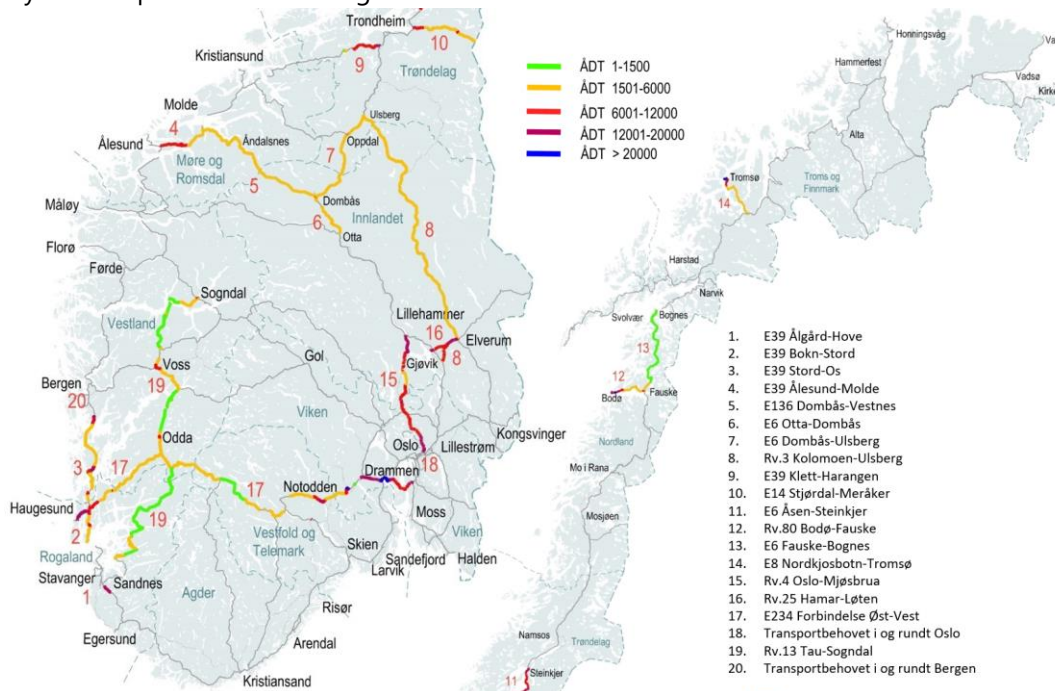 Trondheim
10
Kristiansund
9
Trøndelag
Molde
4
Ulsberg
Ålesund
Åndalsnes
7
Oppdal
Møre og
Romsdal
5
Dombås
Innlandet
Måløy
6
Otta
8
Florø
Førde
Sogndal
Lillehammer
Vestland
16
Elverum
Gjøvik
8
Voss
Gol
15
Bergen
19
20
Viken
Kongsvinger
Odda
Oslo
Lillestrøm
18
3
17
Drammen
Notodden
17
Haugesund
Moss
19
Vestfold og
Telemark
Viken
2
Skien
Rogaland
Sandefjord
Halden
Stavanger
Larvik
Sandnes
Agder
1
Risør
Egersund
Arendal
Kristiansand
ÅDT 1-1500
ÅDT 1501-6000
ÅDT 6001-12000
ÅDT 12001-20000
ÅDT > 20000
Honningsvåg
Hammerfest
Va
Vadsø
Kirke
Alta
Tromsø
Troms og
Finnmark
14
Harstad
Narvik
Svolvær
Bognes
13
12
Bodø
Fauske
Nordland
Mo i Rana
Mosjøen
Namsos
Trøndelag
Steinkjer
11
1. E39 Ålgård-Hove
2. E39 Bokn-Stord
3. E39 Stord-Os
4. E39 Ålesund-Molde
5. E136 Dombås-Vestnes
6. E6 Otta-Dombås
7. E6 Dombås-Ulsberg
8. Rv.3 Kolomoen-Ulsberg
9. E39 Klett-Harangen
10. E14 Stjørdal-Meråker
11. E6 Åsen-Steinkjer
12. Rv.80 Bodø-Fauske
13. E6 Fauske-Bognes
14. E8 Nordkjosbotn-Tromsø
15. Rv.4 Oslo-Mjøsbrua
16. Rv.25 Hamar-Løten
17. E234 Forbindelse Øst-Vest
18. Transportbehovet i og rundt Oslo
19. Rv.13 Tau-Sogndal
20. Transportbehovet i og rundt Bergen